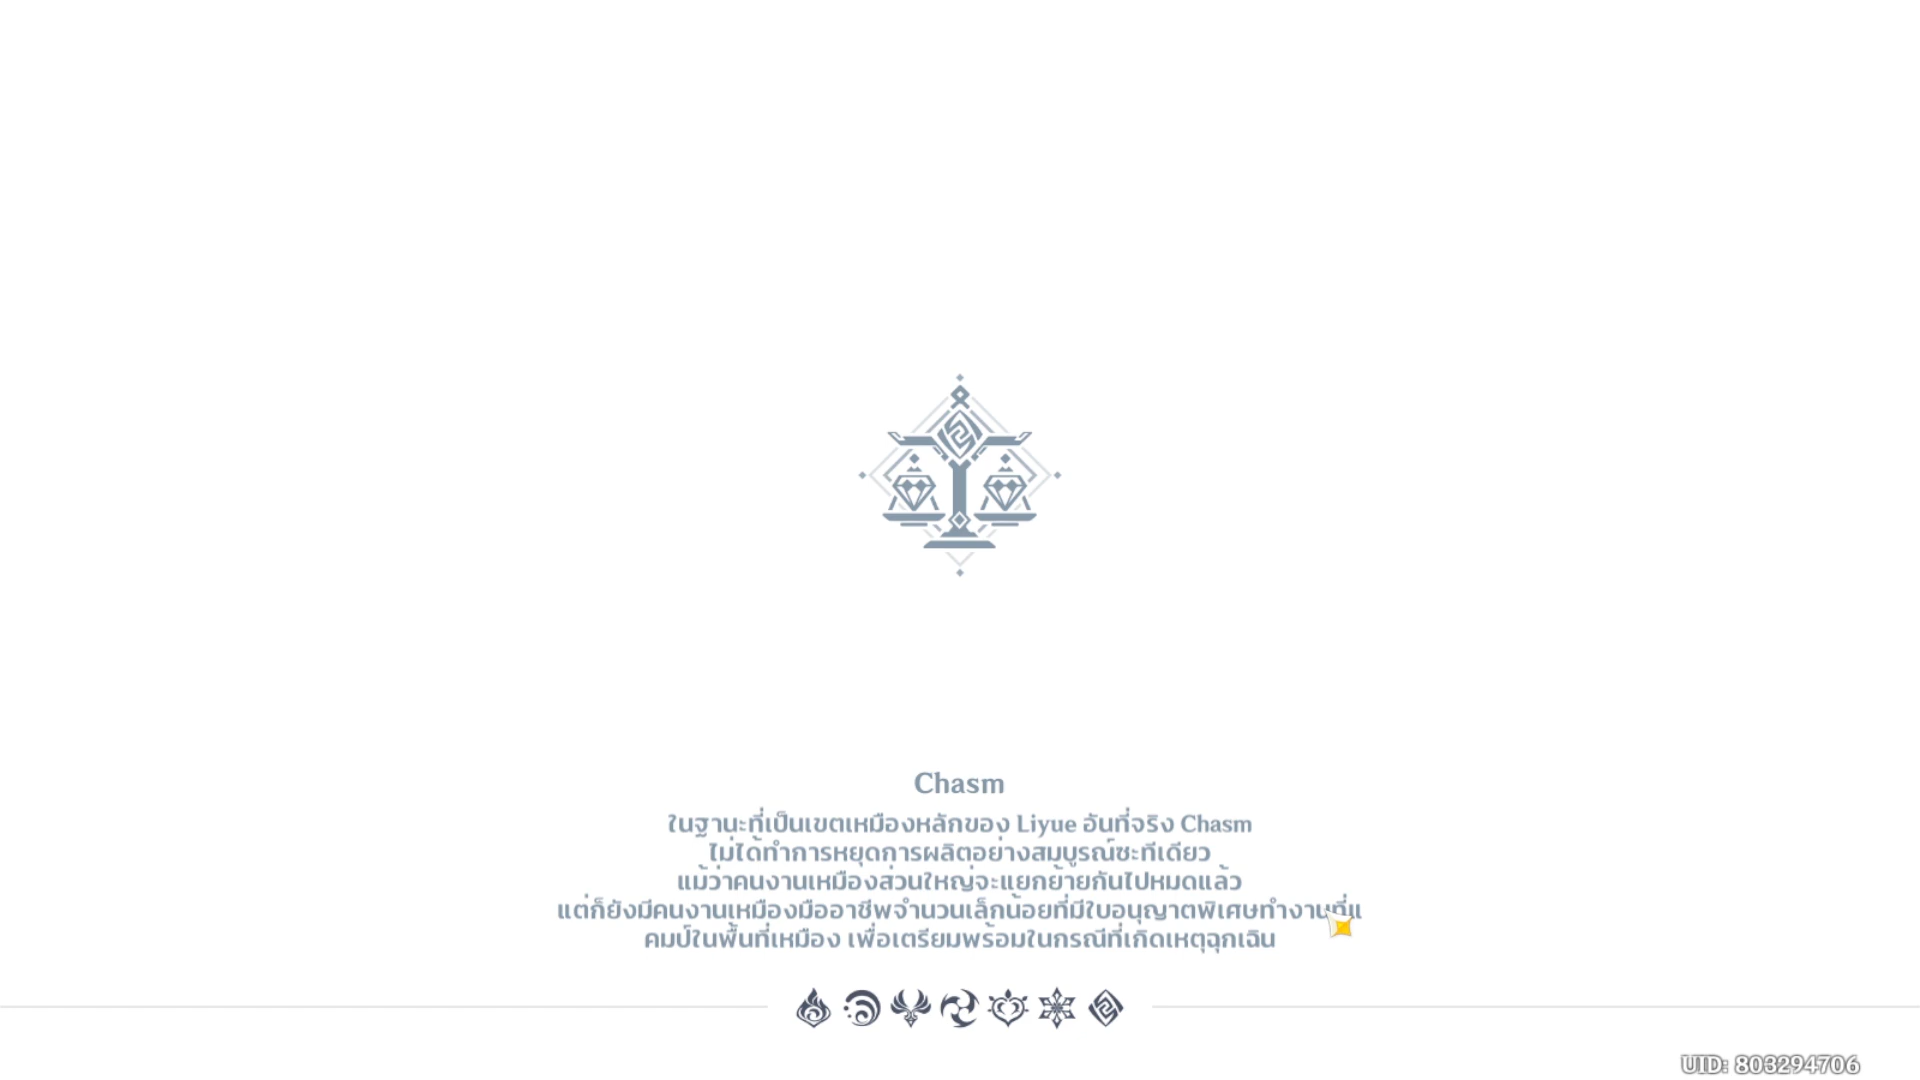 Chasm
ในฐานะที่เป็นเขตเหมืองหลักของ Liyue อันที่จริง Chasm
ไม่ได้ทำการหยุดการผลิตอย่างสมบูรณ์ซะทีเดียว
แม้ว่าคนงานเหมืองส่วนใหญ่จะแยกย้ายกันไปหมดแล้ว
แต่ก็ยังมีคนงานเหมืองมืออาชีพจำนวนเล็กน้อยที่มีใบอนุญาตพิเศษทำงานที่แ
คมป์ในพื้นที่เหมือง เพื่อเตรียมพร้อมในกรณีที่เกิดเหตุฉุกเฉิน
UID: 803294706